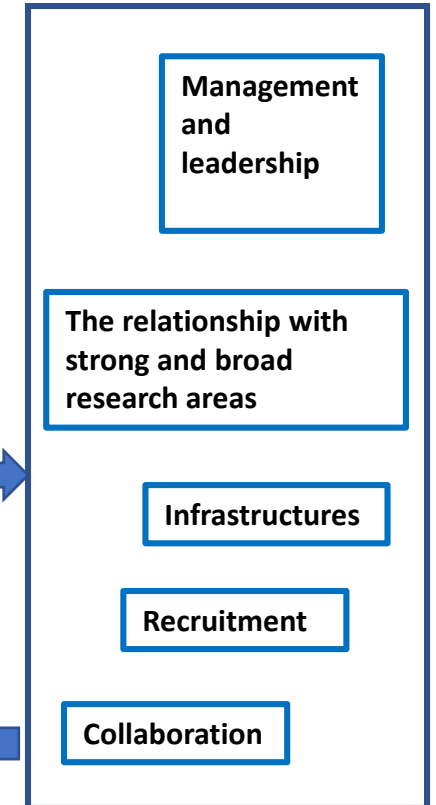 Management
and
leadership
The relationship with
strong and broad
research areas
Infrastructures
Recruitment
Collaboration